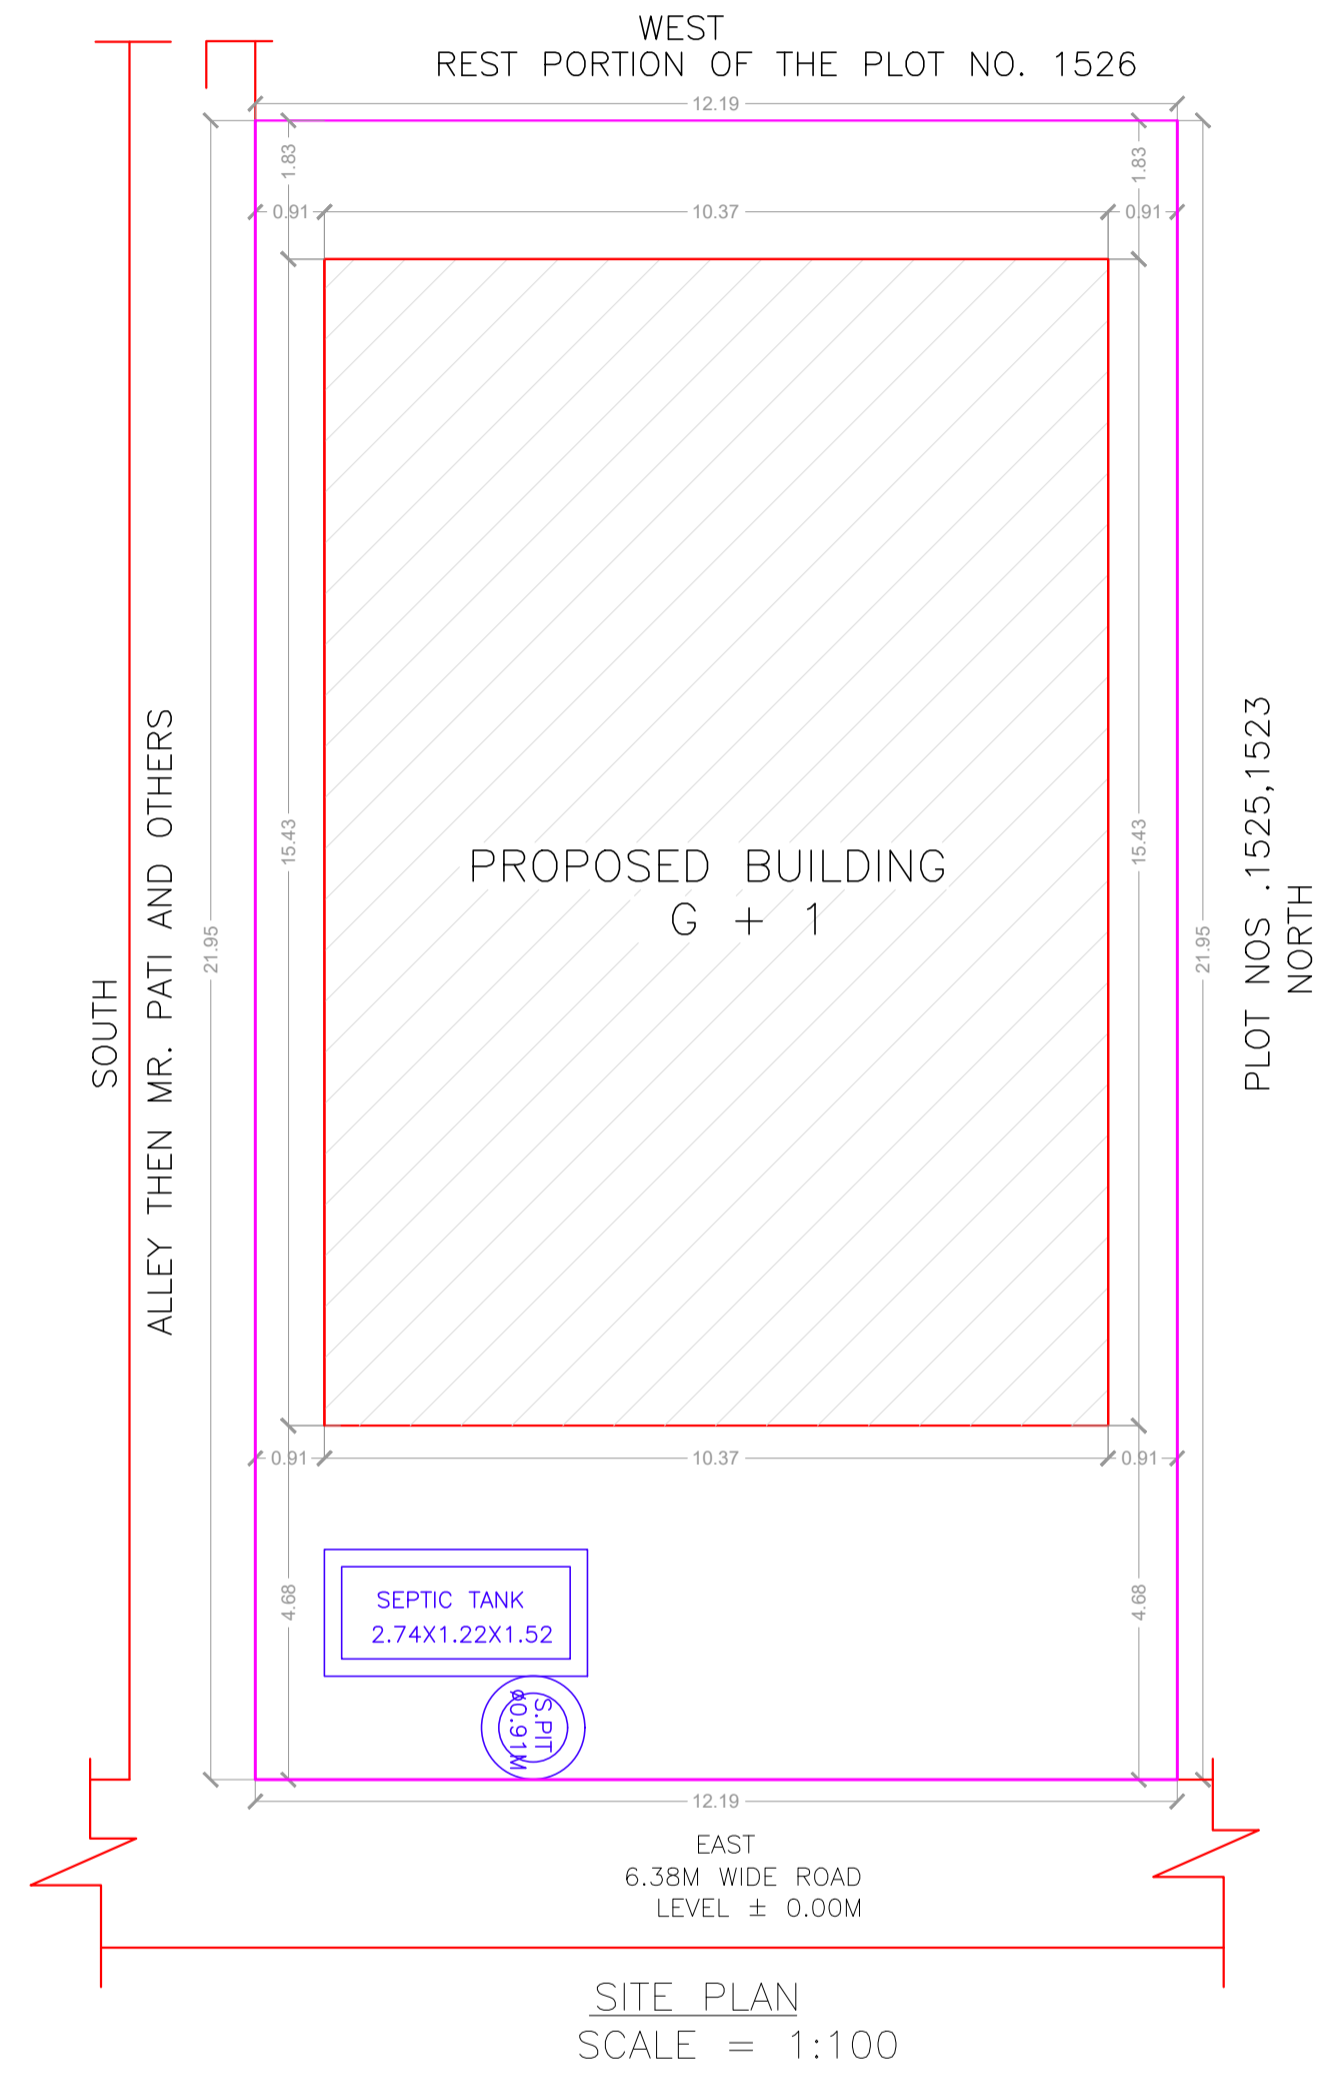 WEST
REST PORTION OF THE PLOT NO. 1526
12.19
1.83
1.83
0.91
10.37
0.91
SOUTH
ALLEY THEN MR. PATI AND OTHERS
21.95
15.43
PROPOSED BUILDING
G + 1
15.43
21.95
PLOT NOS .1525,1523
NORTH
0.91
10.37
0.91
4.68
SEPTIC TANK
2.74X1.22X1.52
4.68
S.PIT
ø0.91M
12.19
EAST
6.38M WIDE ROAD
LEVEL ± 0.00M
SITE PLAN
SCALE = 1:100